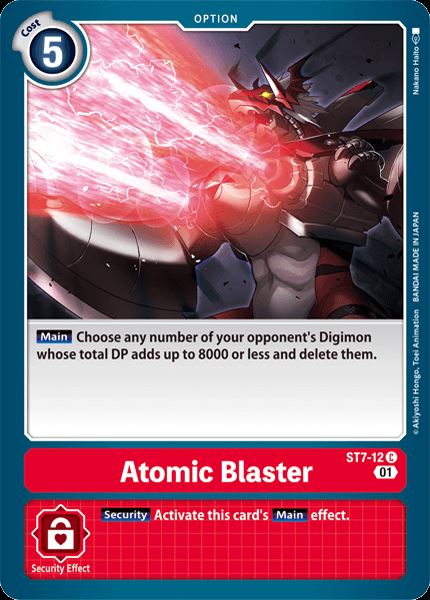 OPTION
Cost
5
Nakano Haito
©Akiyoshi Hongo, Toei Animation BANDAI MADE IN JAPAN
Main Choose any number of your opponent's Digimon
whose total DP adds up to 8000 or less and delete them.
ST7-12 C
Atomic Blaster
01
Security Activate this card's Main effect.
Security Effect